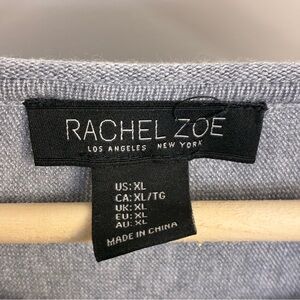 RACHEL ZOE
LOS ANGELES NEW YORK
US: XL
CA: XL/TG
UK: XL
EU: XL
AU: XL
MADE IN CHINA